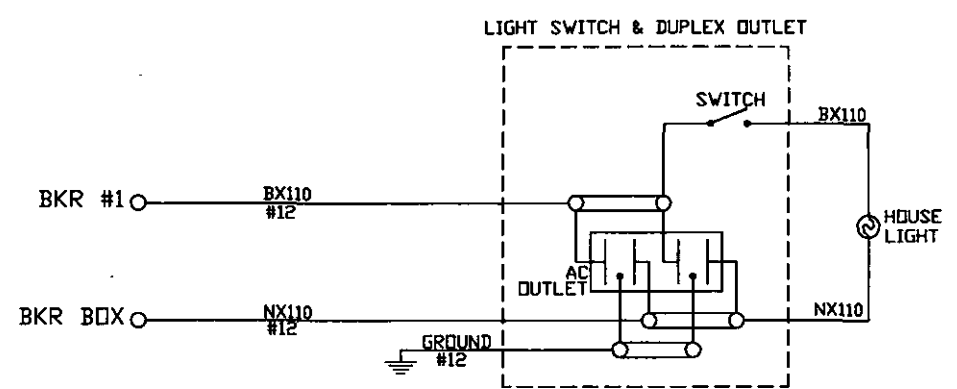 LIGHT SWITCH & DUPLEX OUTLET
SWITCH
BX110
BKR #1
BX110
#12
HOUSE
LIGHT
AC
OUTLET
BKR BOX
NX110
#12
NX110
GROUND
#12